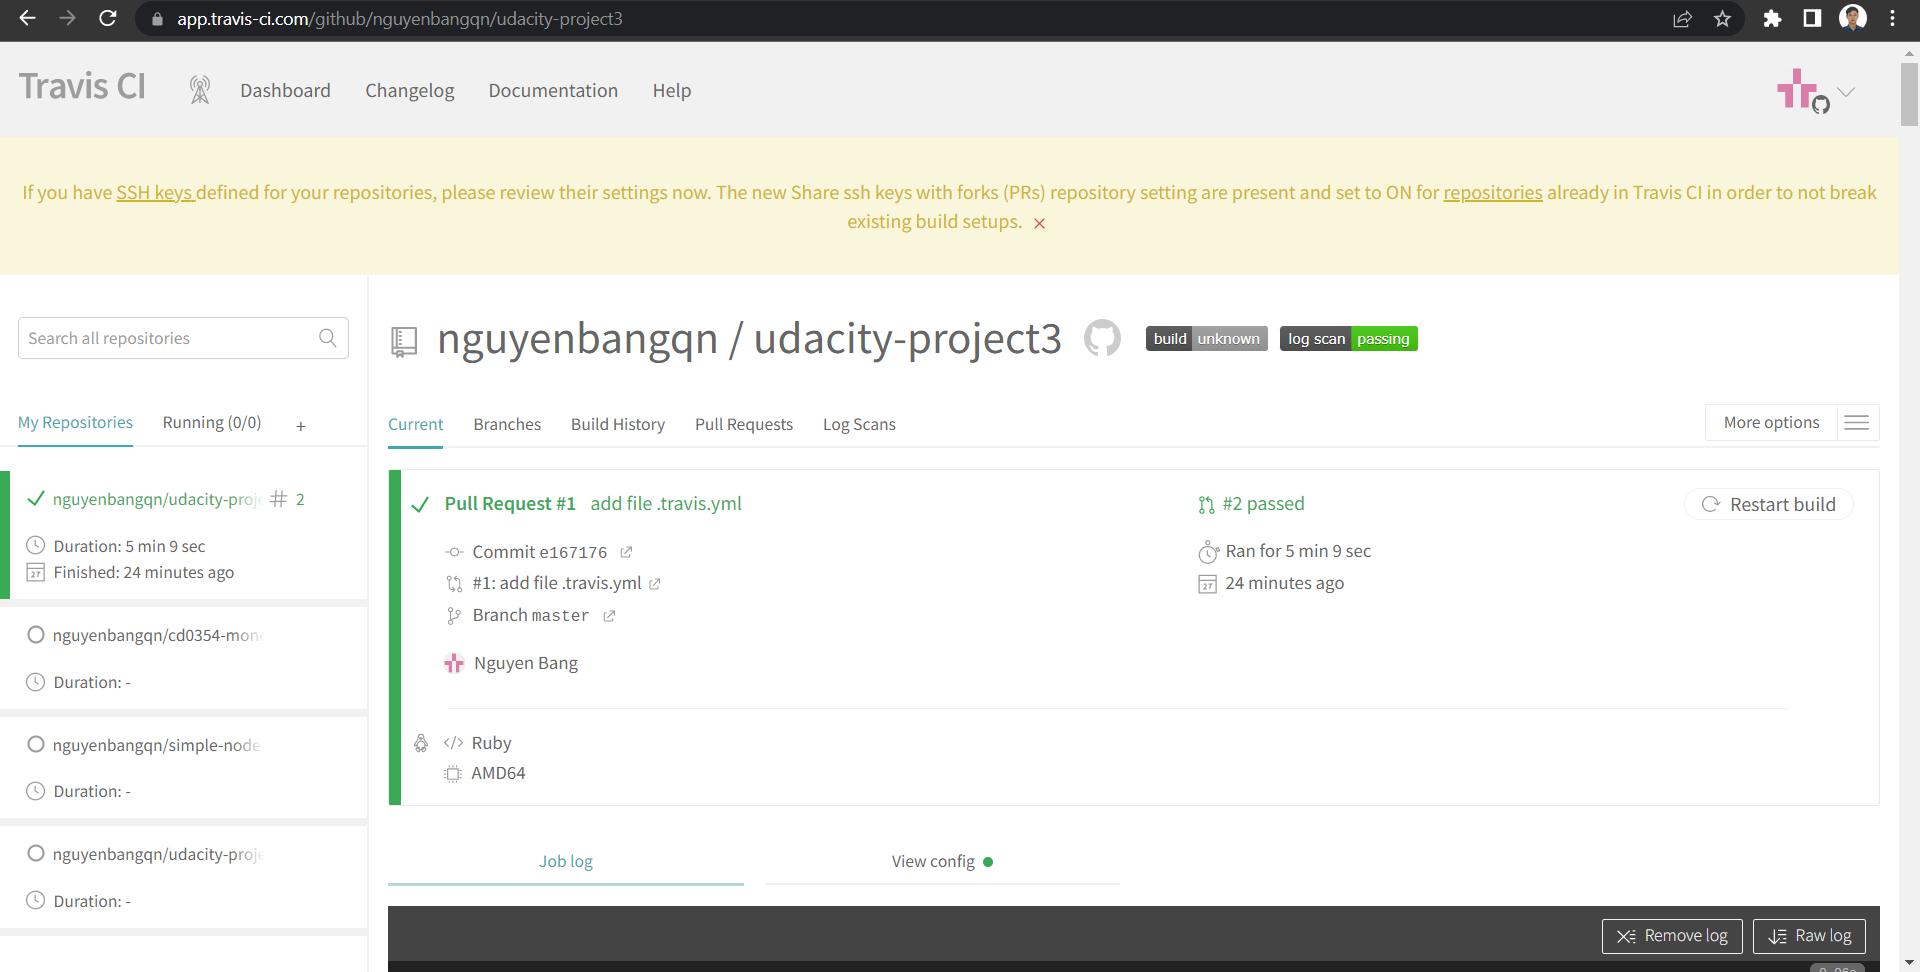 app.travis-ci.com/github/nguyenbangqn/udacity-project3
Travis CI
Dashboard
Changelog
Documentation
Help
If you have SSH keys defined for your repositories, please review their settings now. The new Share ssh keys with forks (PRs) repository setting are present and set to ON for repositories already in Travis CI in order to not break
existing build setups.
Search all repositories
My Repositories
Running (0/0)
+
nguyenbangqn/udacity-proje # 2
Duration: 5 min 9 sec
27 Finished: 24 minutes ago
nguyenbangqn/cd0354-mono
Duration: -
nguyenbangqn/simple-node
Duration: -
nguyenbangqn/udacity-proje
Duration: -
nguyenbangqn / udacity-project3
build unknown
log scan passing
Current
Branches
Build History
Pull Requests
Log Scans
More options
Pull Request #1 add file .travis.yml
Commit e167176
#1: add file .travis.yml
Branch master
Nguyen Bang
#2 passed
Ran for 5 min 9 sec
27 24 minutes ago
Restart build
</> Ruby
AMD64
Job log
View config
Remove log
Raw log